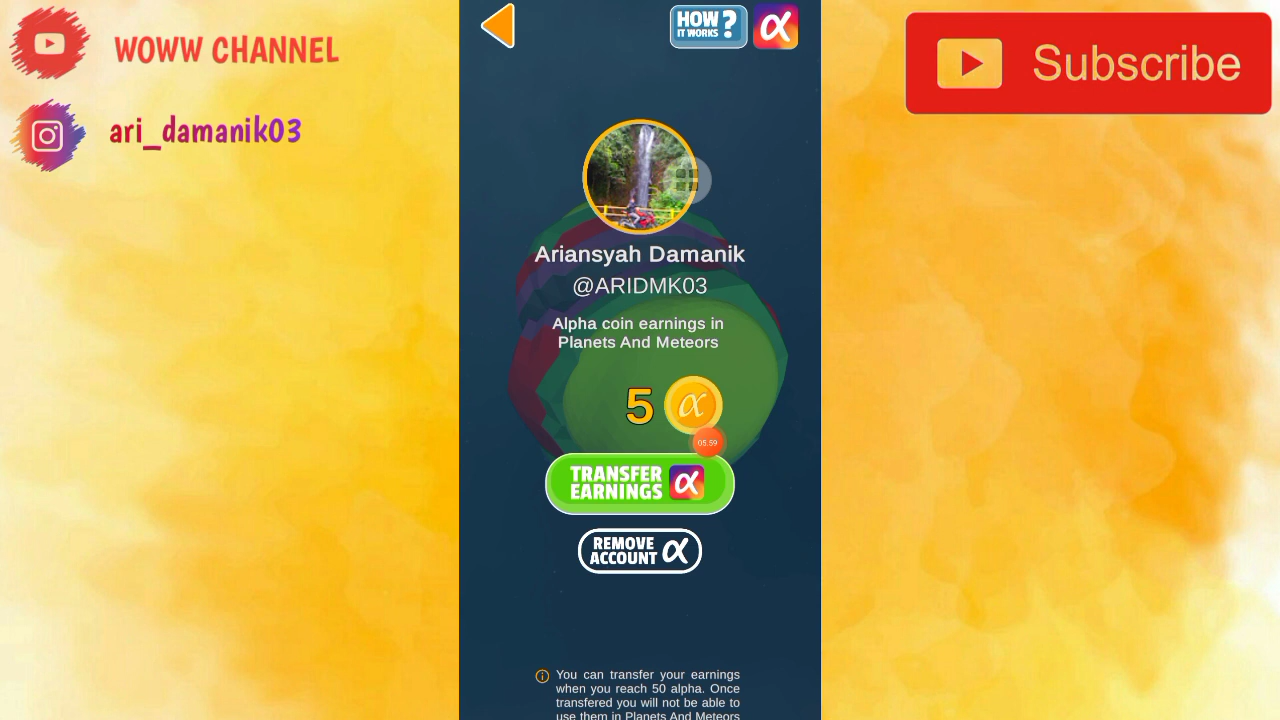 WOWW CHANNEL
ari_damanik03
HOW
IT WORKS ?
α
Subscribe
Ariansyah Damanik
@ARIDMK03
Alpha coin earnings in
Planets And Meteors
5 α
05:59
TRANSFER
EARNINGS α
REMOVE
ACCOUNT α
You can transfer your earnings
when you reach 50 alpha. Once
transfered you will not be able to
use them in Planets And Meteors